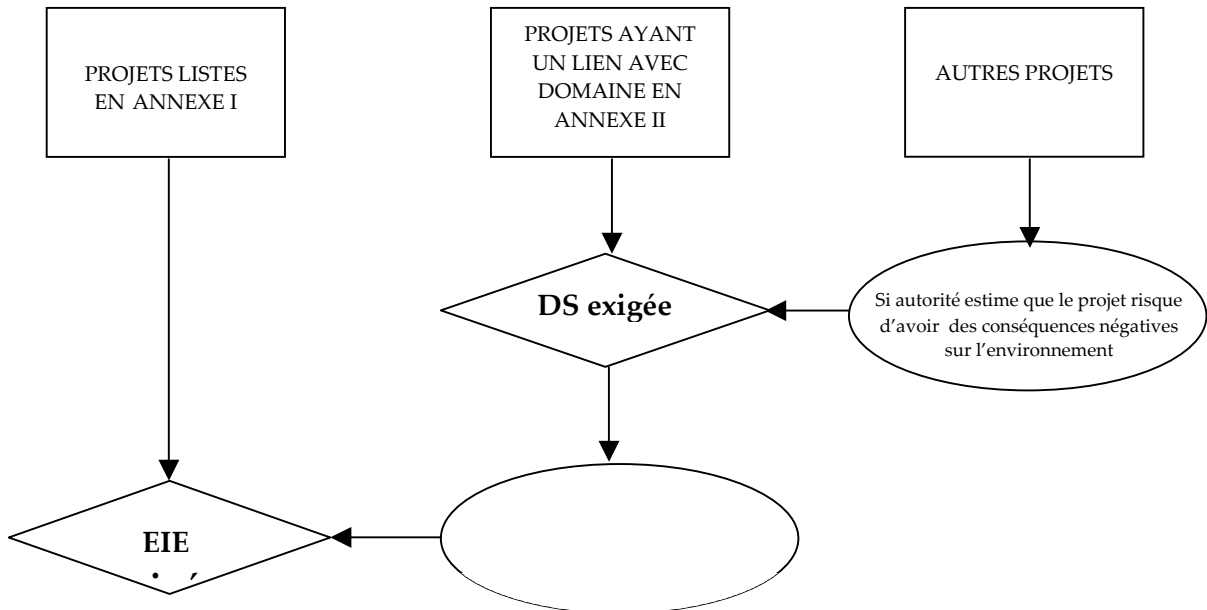 PROJETS LISTES
EN ANNEXE I
PROJETS AYANT
UN LIEN AVEC
DOMAINE EN
ANNEXE II
AUTRES PROJETS
DS exigée
Si autorité estime que le projet risque
d’avoir des conséquences négatives
sur l’environnement
EIE